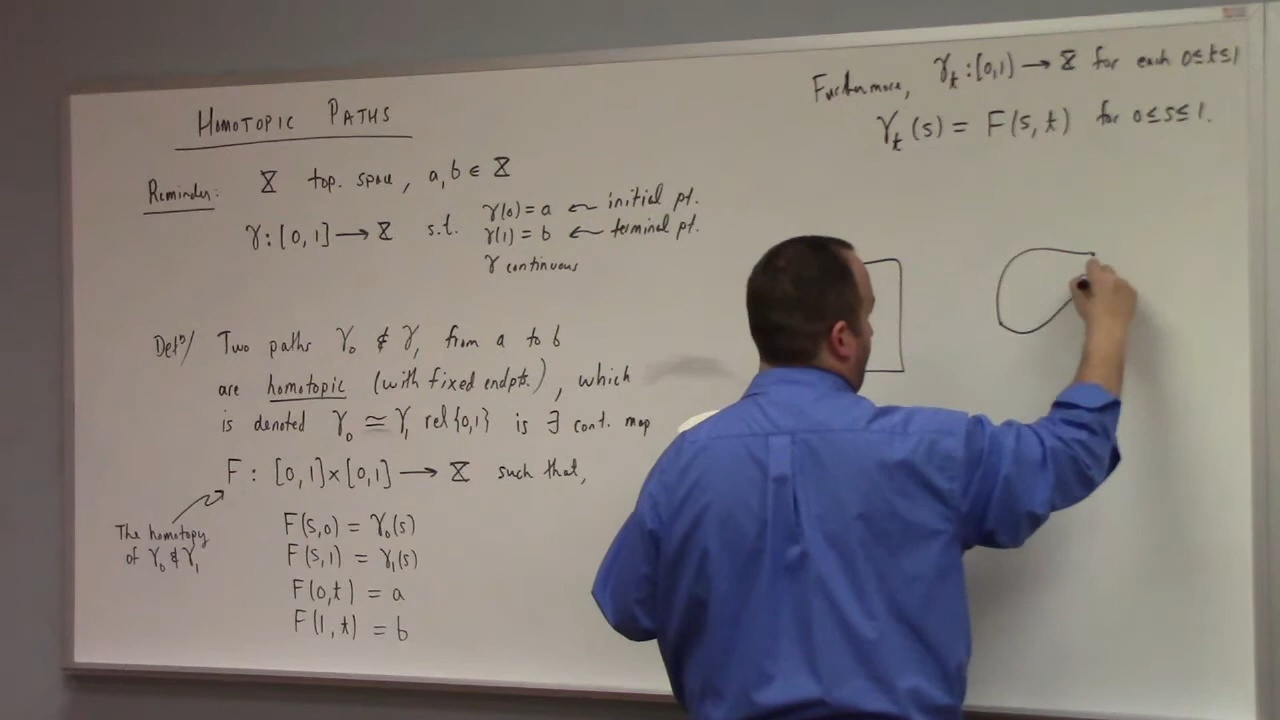 HOMOTOPIC PATHS
Reminder: X top. space, a, b ∈ X
γ: [0, 1] → X s.t. γ(0) = a ← initial pt.
γ(1) = b ← terminal pt.
γ continuous
Defⁿ/ Two paths γ₀ & γ₁ from a to b
are homotopic (with fixed endpts.), which
is denoted γ₀ ≃ γ₁ rel{0,1} is ∃ cont. map
F: [0,1]×[0,1] → X such that,
The homotopy
of γ₀ & γ₁
F(s,0) = γ₀(s)
F(s,1) = γ₁(s)
F(0,t) = a
F(1,t) = b
Furthermore, γₜ: [0,1) → X for each 0≤t≤1
γₜ(s) = F(s,t) for 0≤s≤1.